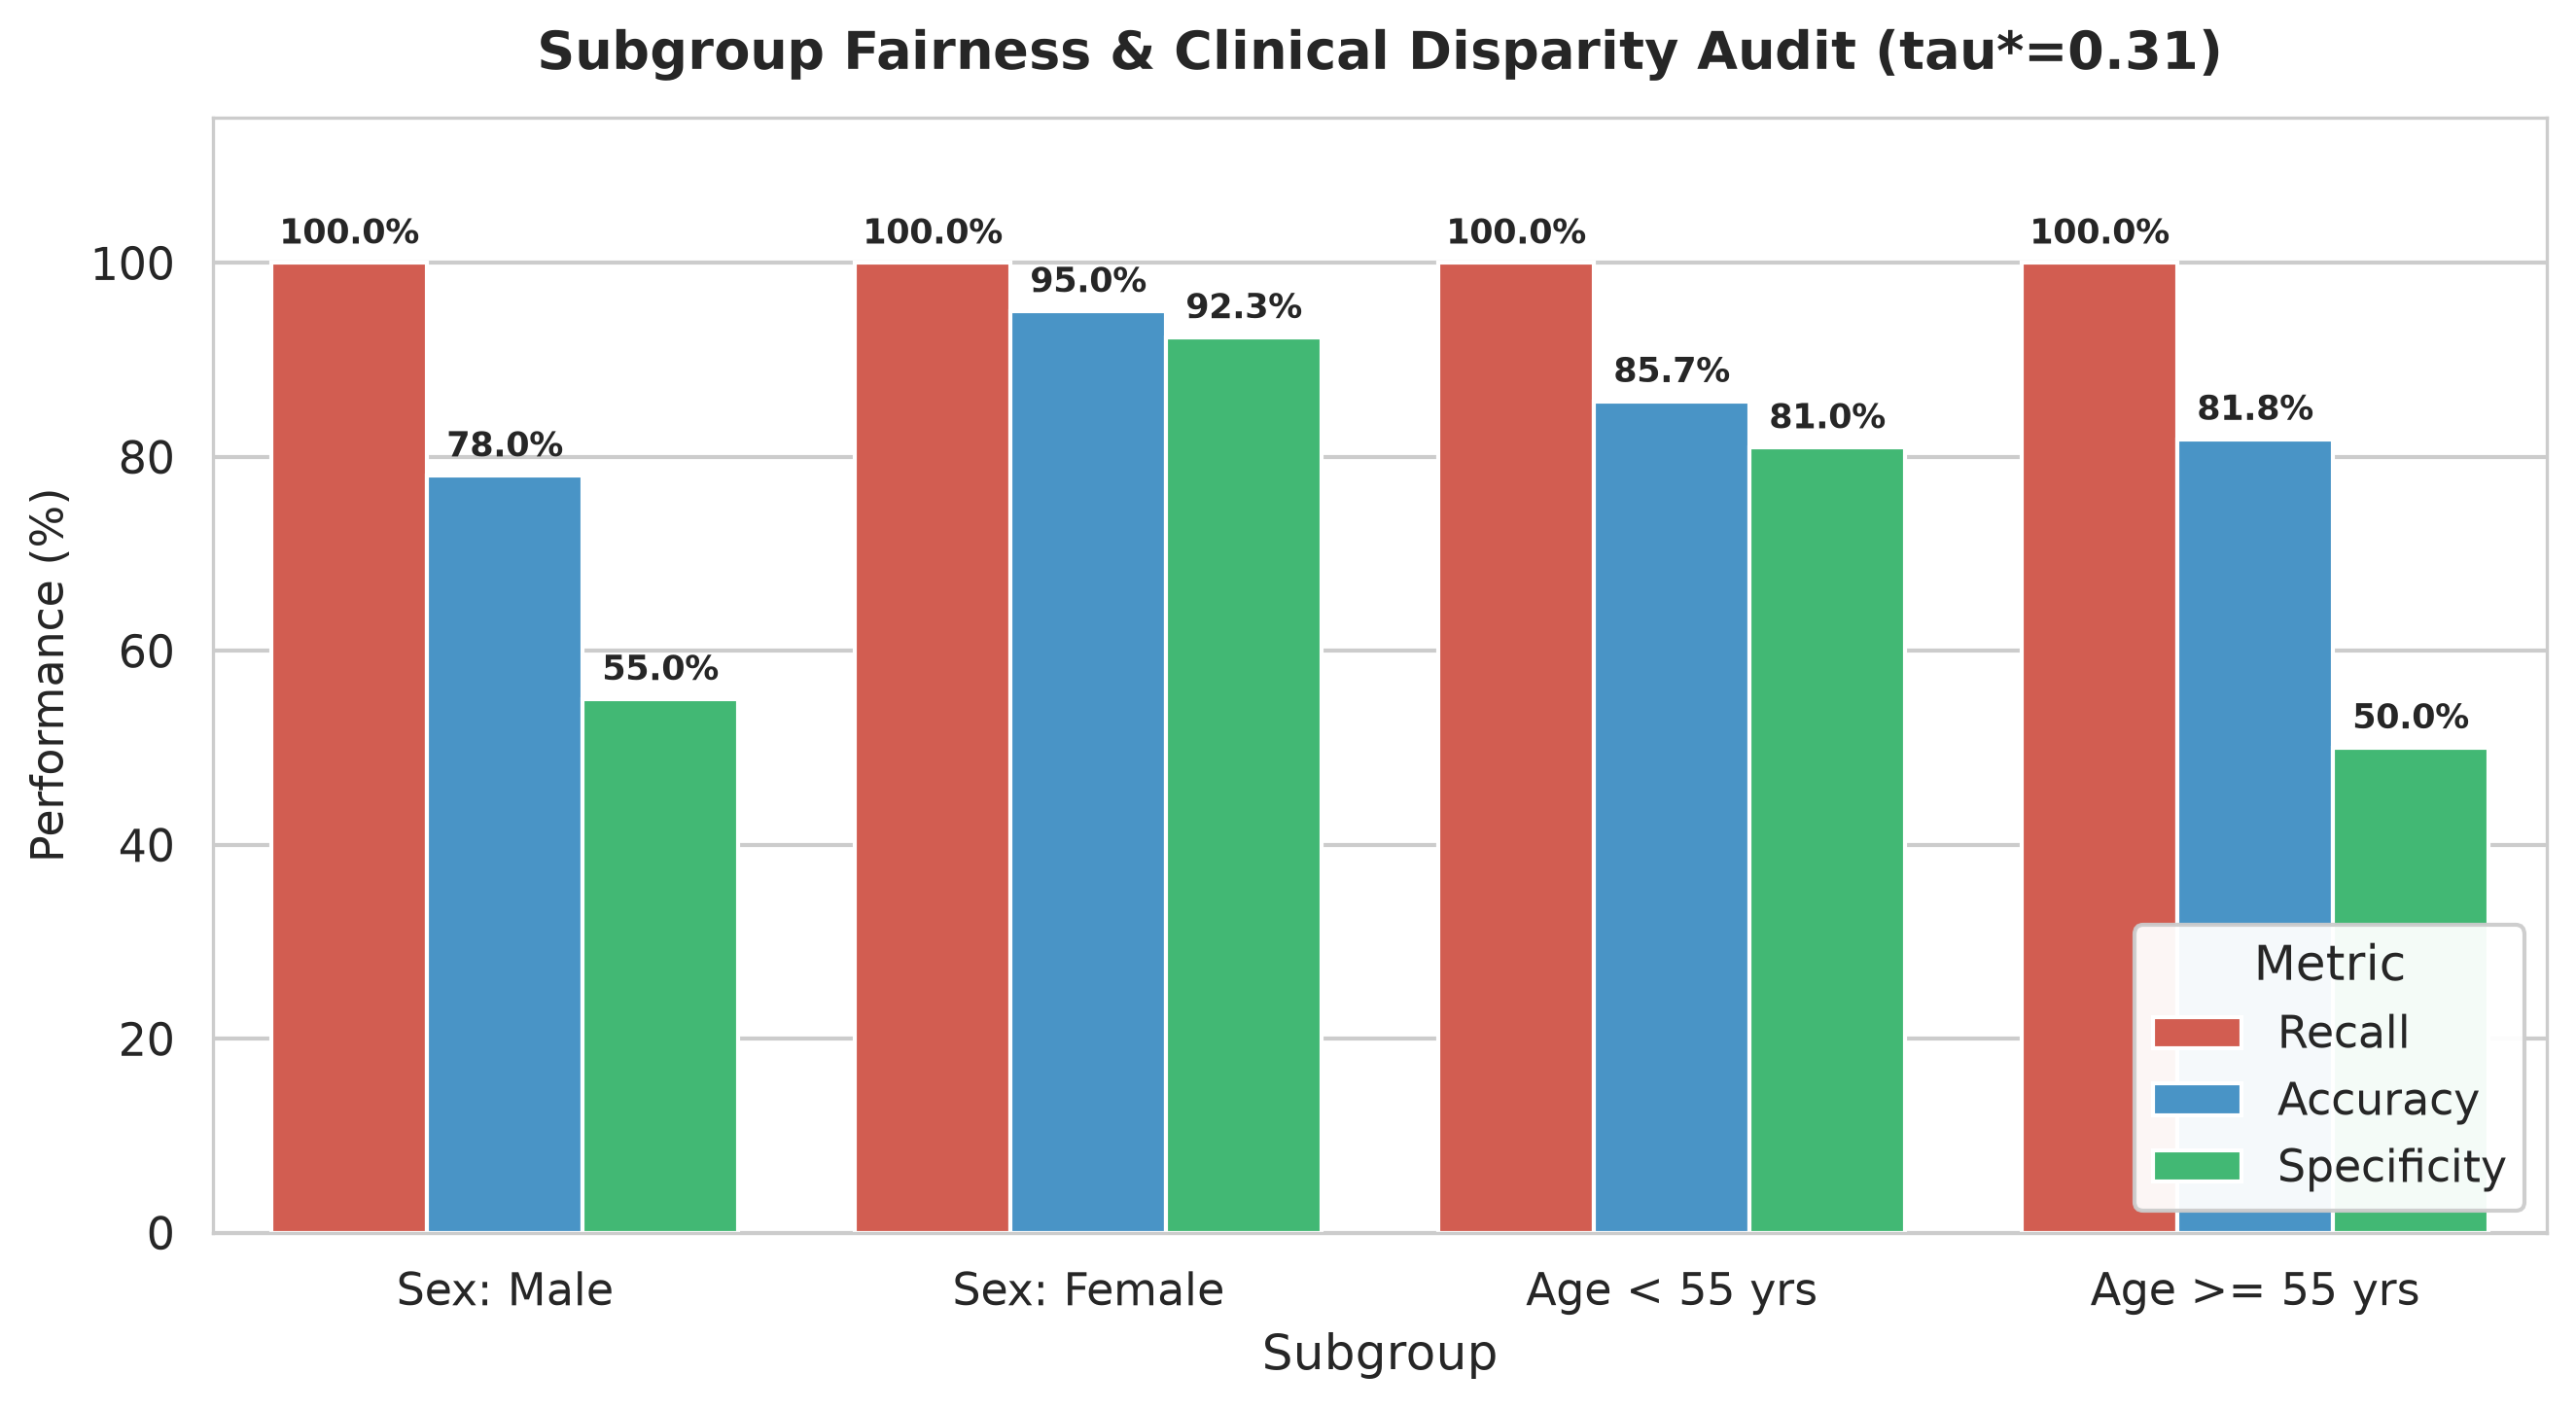 Subgroup Fairness & Clinical Disparity Audit (tau*=0.31)
Performance (%)
100
80
60
40
20
0
100.0%
78.0%
55.0%
100.0%
95.0%
92.3%
100.0%
85.7%
81.0%
100.0%
81.8%
50.0%
Metric
Recall
Accuracy
Specificity
Sex: Male
Sex: Female
Age < 55 yrs
Age >= 55 yrs
Subgroup